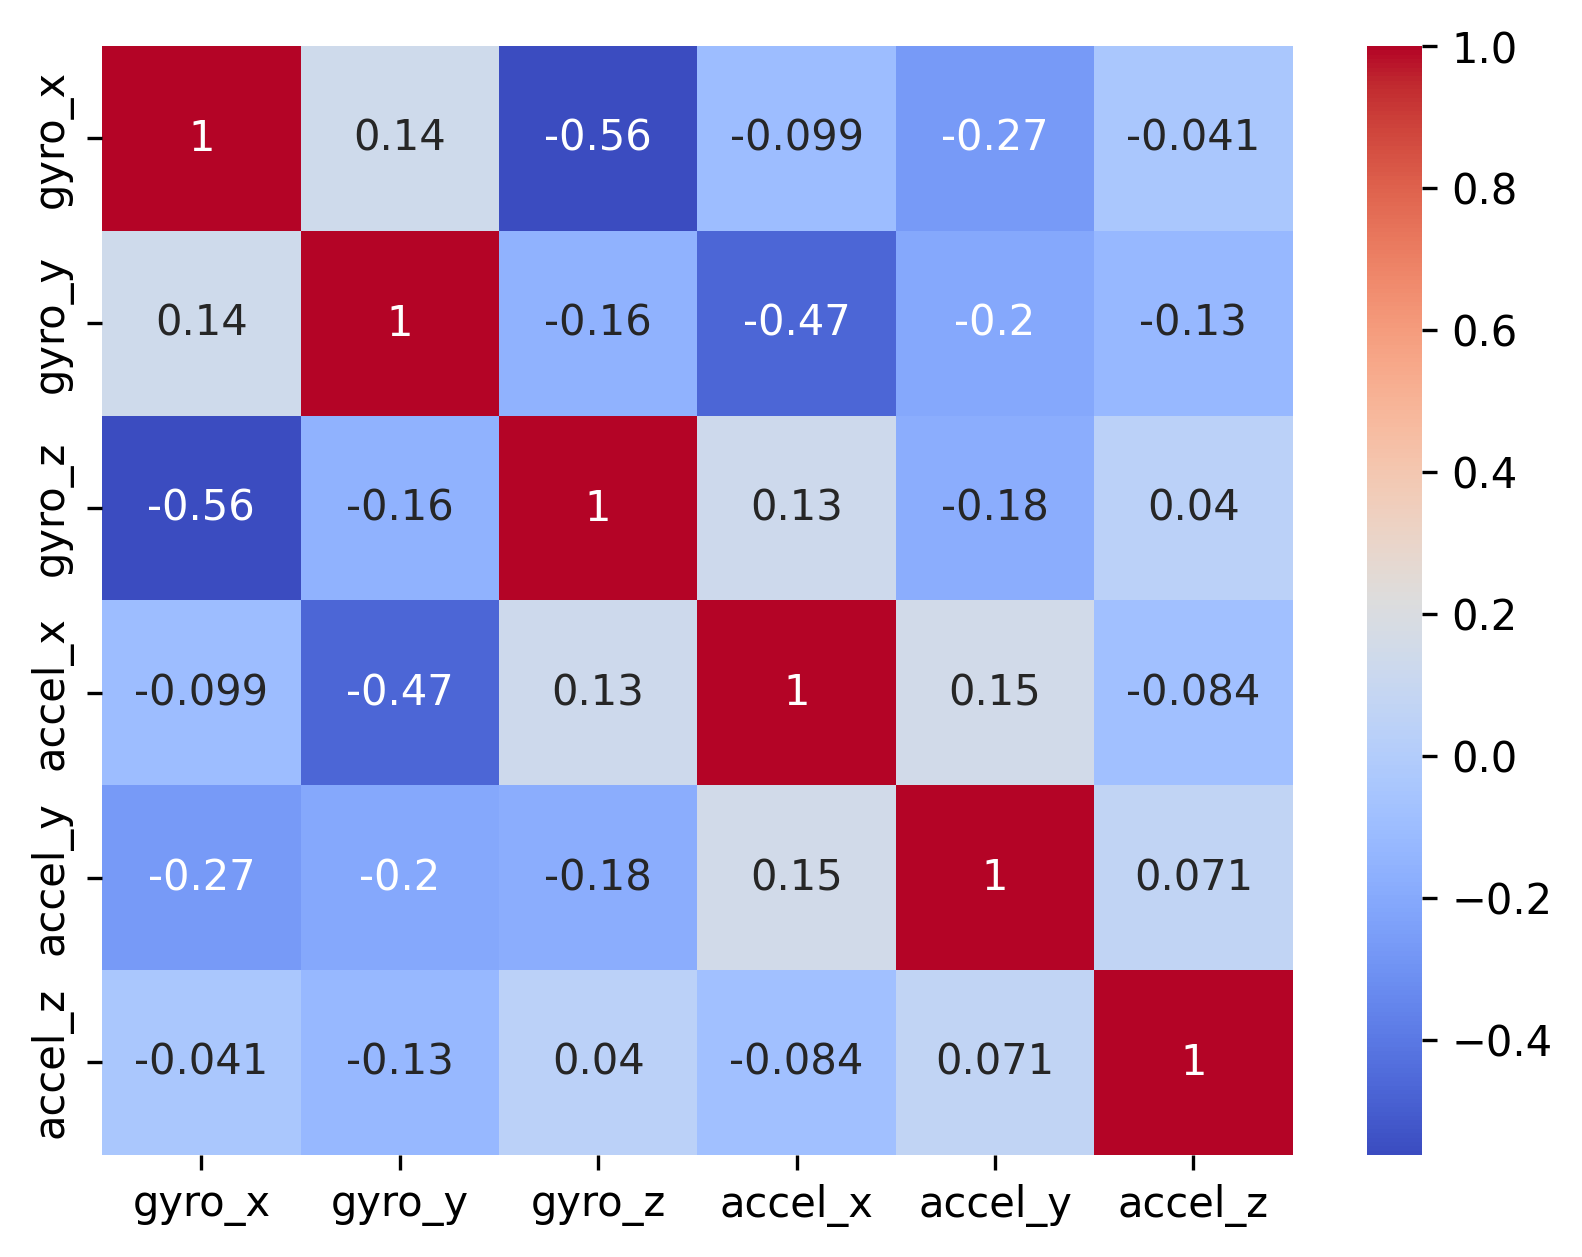 gyro_x 1 0.14 -0.56 -0.099 -0.27 -0.041
gyro_y 0.14 1 -0.16 -0.47 -0.2 -0.13
gyro_z -0.56 -0.16 1 0.13 -0.18 0.04
accel_x -0.099 -0.47 0.13 1 0.15 -0.084
accel_y -0.27 -0.2 -0.18 0.15 1 0.071
accel_z -0.041 -0.13 0.04 -0.084 0.071 1
gyro_x gyro_y gyro_z accel_x accel_y accel_z
1.0
0.8
0.6
0.4
0.2
0.0
−0.2
−0.4